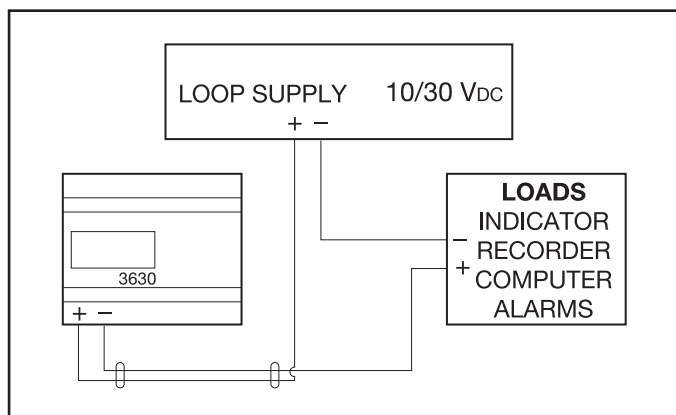 LOOP SUPPLY 10/30 VDC
+ −
3630
+ −
LOADS
INDICATOR
− RECORDER
+ COMPUTER
ALARMS